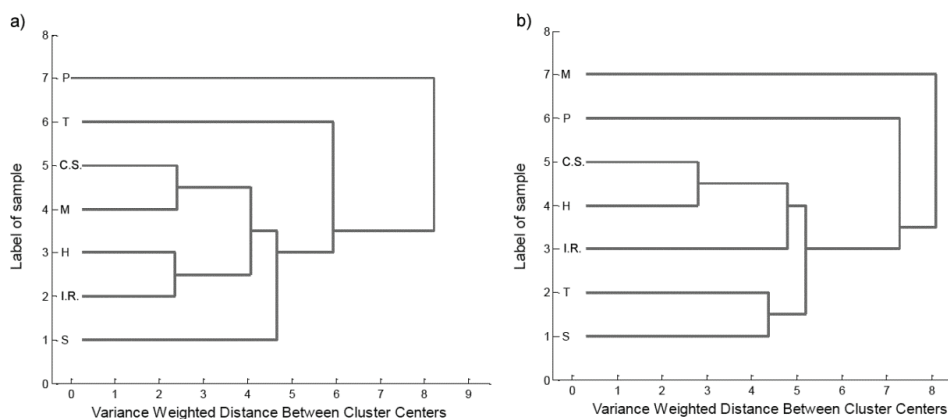 a)
8
7 P
6 T
5 C.S.
4 M
3 H
2 I.R.
1 S
0
0 1 2 3 4 5 6 7 8 9
Label of sample
Variance Weighted Distance Between Cluster Centers
b)
8
7 M
6 P
5 C.S.
4 H
3 I.R.
2 T
1 S
0
0 1 2 3 4 5 6 7 8
Label of sample
Variance Weighted Distance Between Cluster Centers